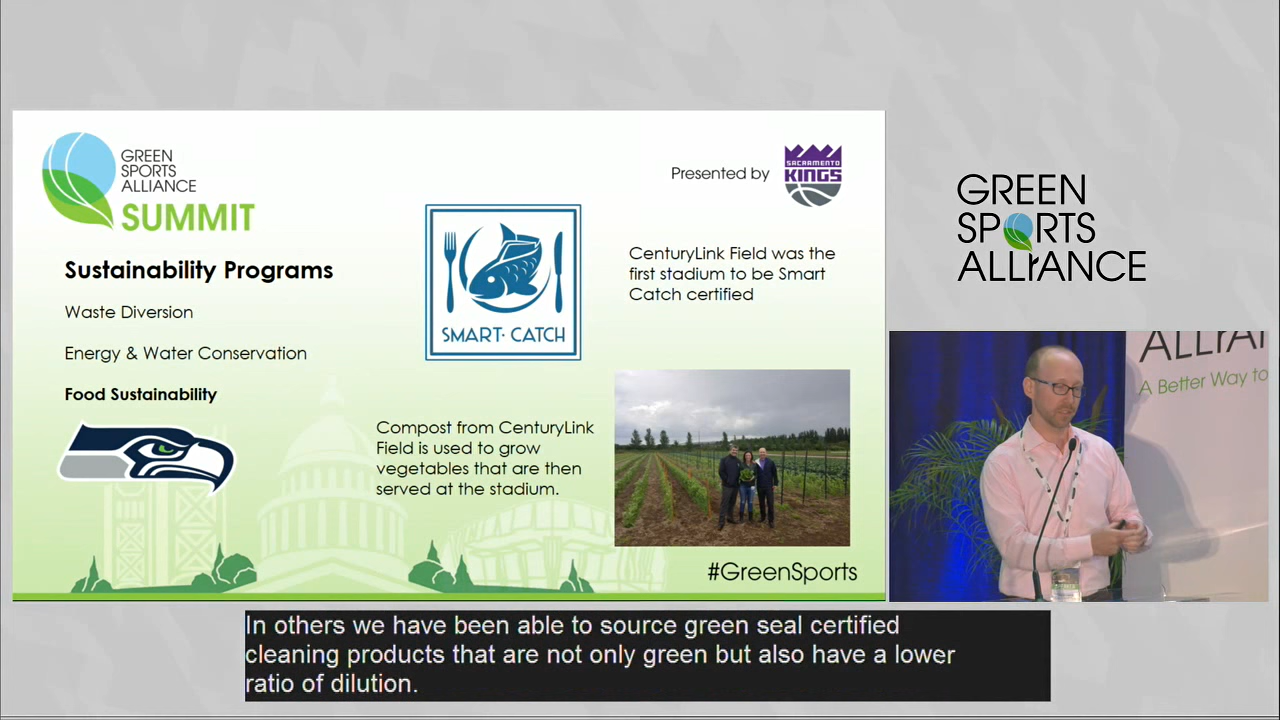 GREEN
SPORTS
ALLIANCE
SUMMIT
Presented by
SACRAMENTO
KINGS
Sustainability Programs
Waste Diversion
Energy & Water Conservation
Food Sustainability
SMART· CATCH
CenturyLink Field was the
first stadium to be Smart
Catch certified
Compost from CenturyLink
Field is used to grow
vegetables that are then
served at the stadium.
#GreenSports
GREEN
SPORTS
ALLIANCE
A Better Way to
In others we have been able to source green seal certified
cleaning products that are not only green but also have a lower
ratio of dilution.